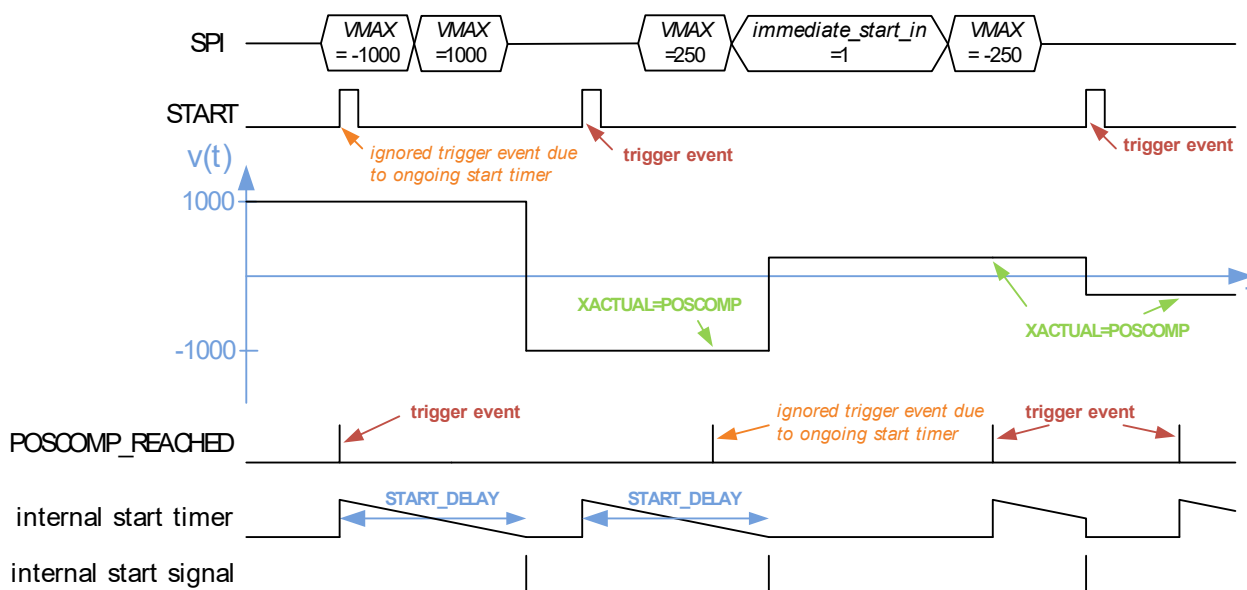 SPI
VMAX
= -1000
VMAX
=1000
VMAX
=250
immediate_start_in
=1
VMAX
= -250
START
ignored trigger event due
to ongoing start timer
trigger event
trigger event
v(t)
1000
XACTUAL=POSCOMP
XACTUAL=POSCOMP
-1000
POSCOMP_REACHED
trigger event
ignored trigger event due
to ongoing start timer
trigger event
internal start timer
START_DELAY
START_DELAY
internal start signal